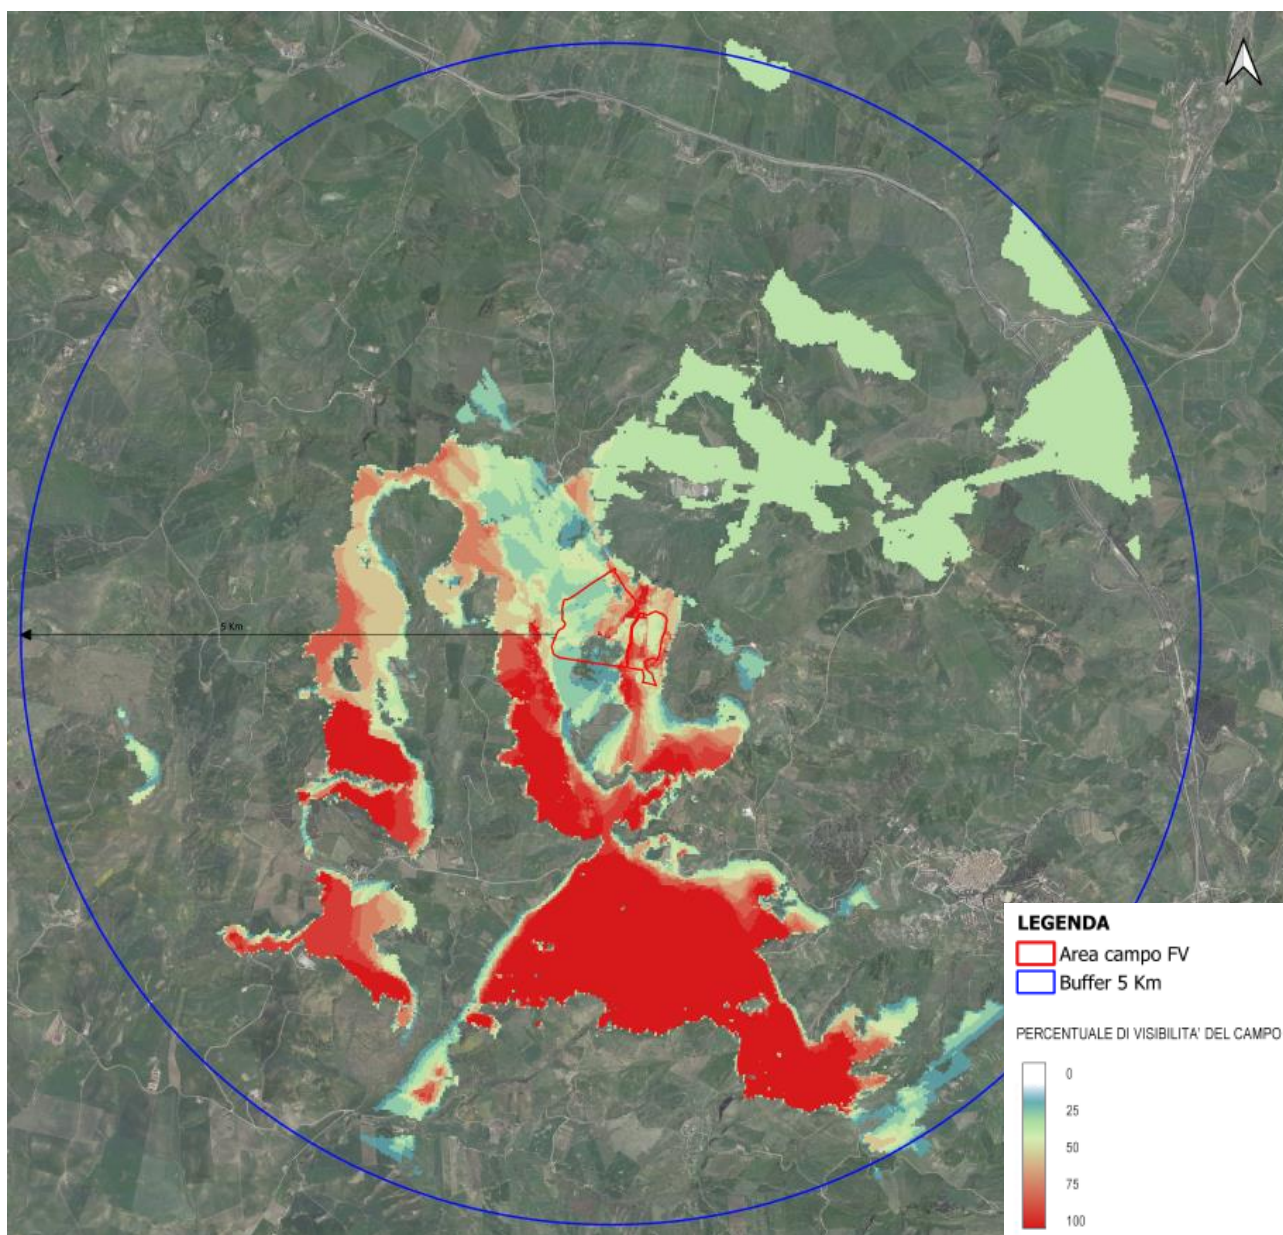 5 Km
LEGENDA
Area campo FV
Buffer 5 Km
PERCENTUALE DI VISIBILITA' DEL CAMPO
0
25
50
75
100